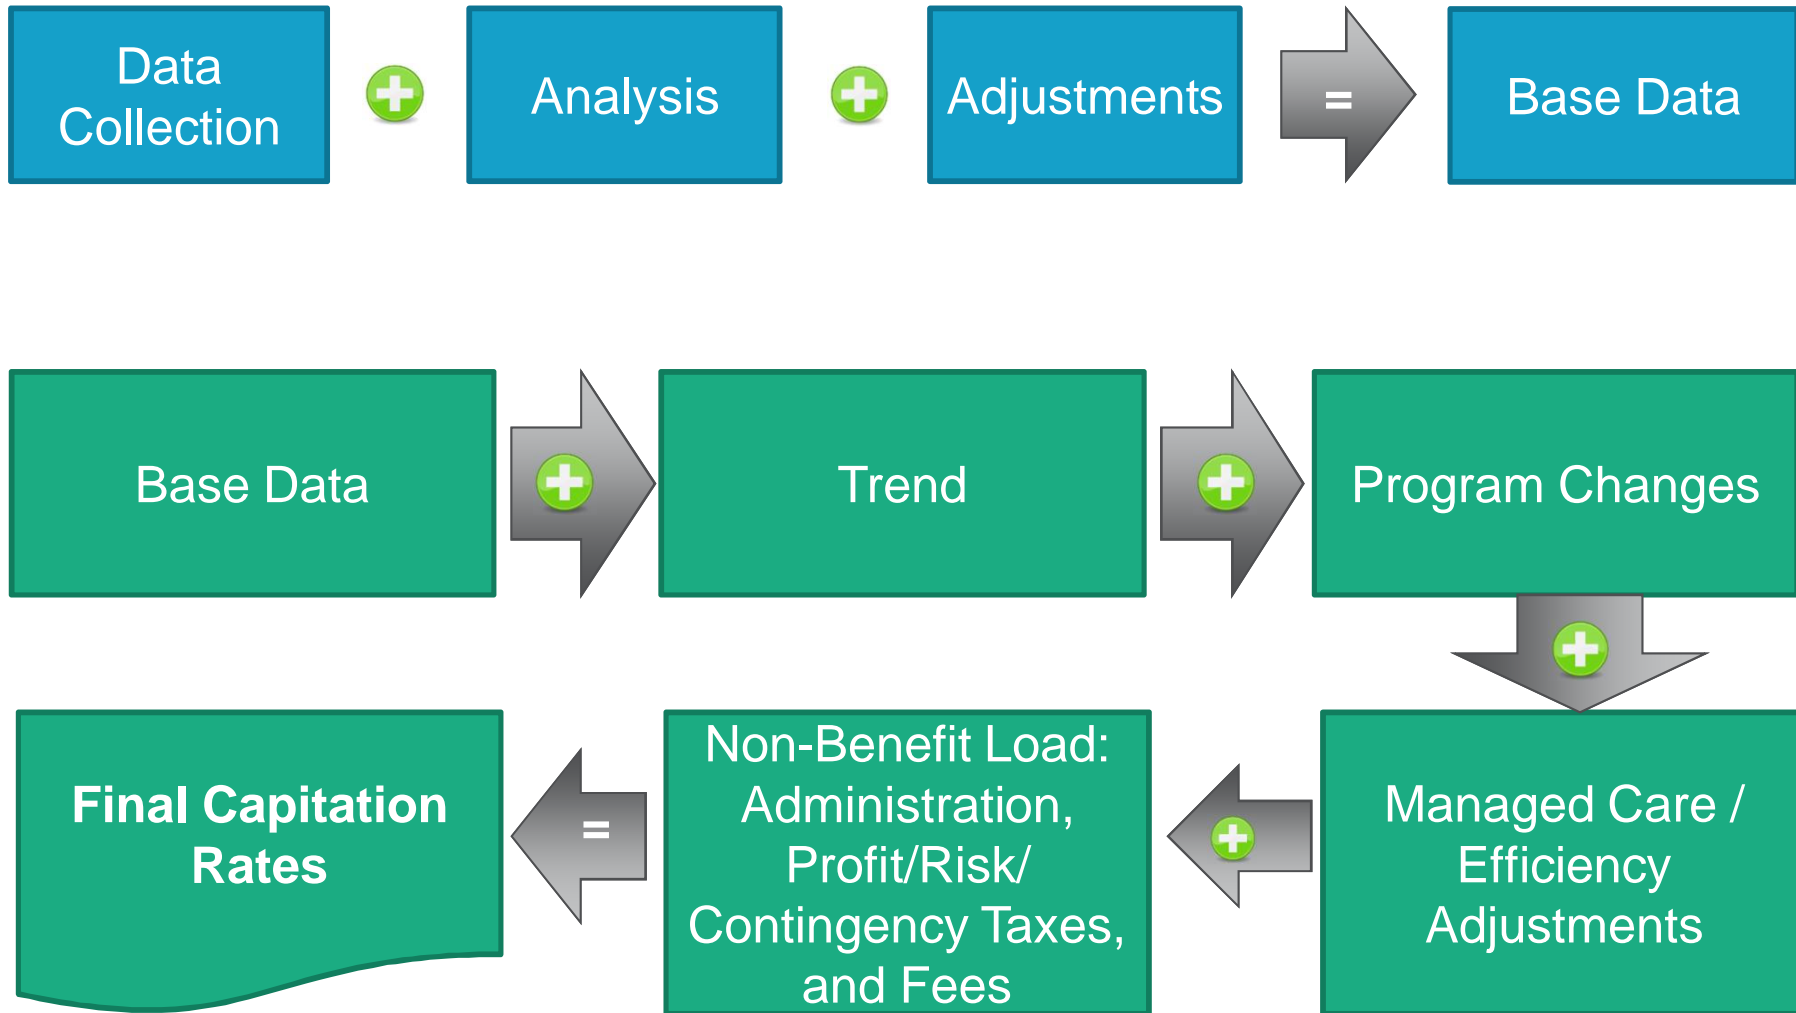 Data
Collection
Analysis
Adjustments
=
Base Data
Base Data
Trend
Program Changes
Managed Care /
Efficiency
Adjustments
Non-Benefit Load:
Administration,
Profit/Risk/
Contingency Taxes,
and Fees
=
Final Capitation
Rates